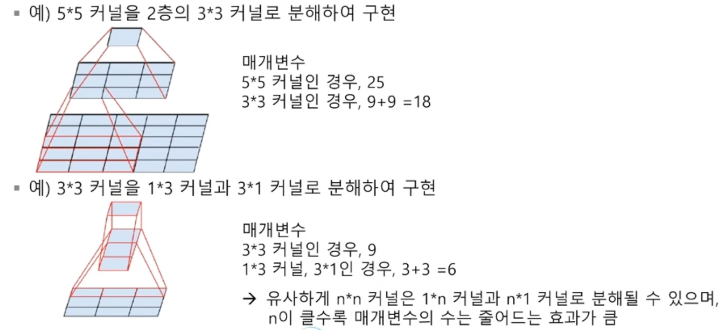 ▪ 예) 5*5 커널을 2층의 3*3 커널로 분해하여 구현
매개변수
5*5 커널인 경우, 25
3*3 커널인 경우, 9+9 =18
▪ 예) 3*3 커널을 1*3 커널과 3*1 커널로 분해하여 구현
매개변수
3*3 커널인 경우, 9
1*3 커널, 3*1인 경우, 3+3 =6
→ 유사하게 n*n 커널은 1*n 커널과 n*1 커널로 분해될 수 있으며,
n이 클수록 매개변수의 수는 줄어드는 효과가 큼